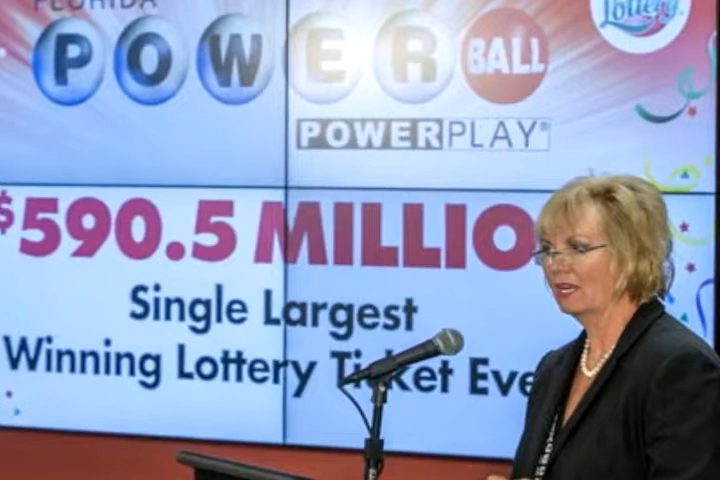 FLORIDA
POWERBALL
Lottery
POWERPLAY®
$590.5 MILLIO
Single Largest
Winning Lottery Ticket Eve